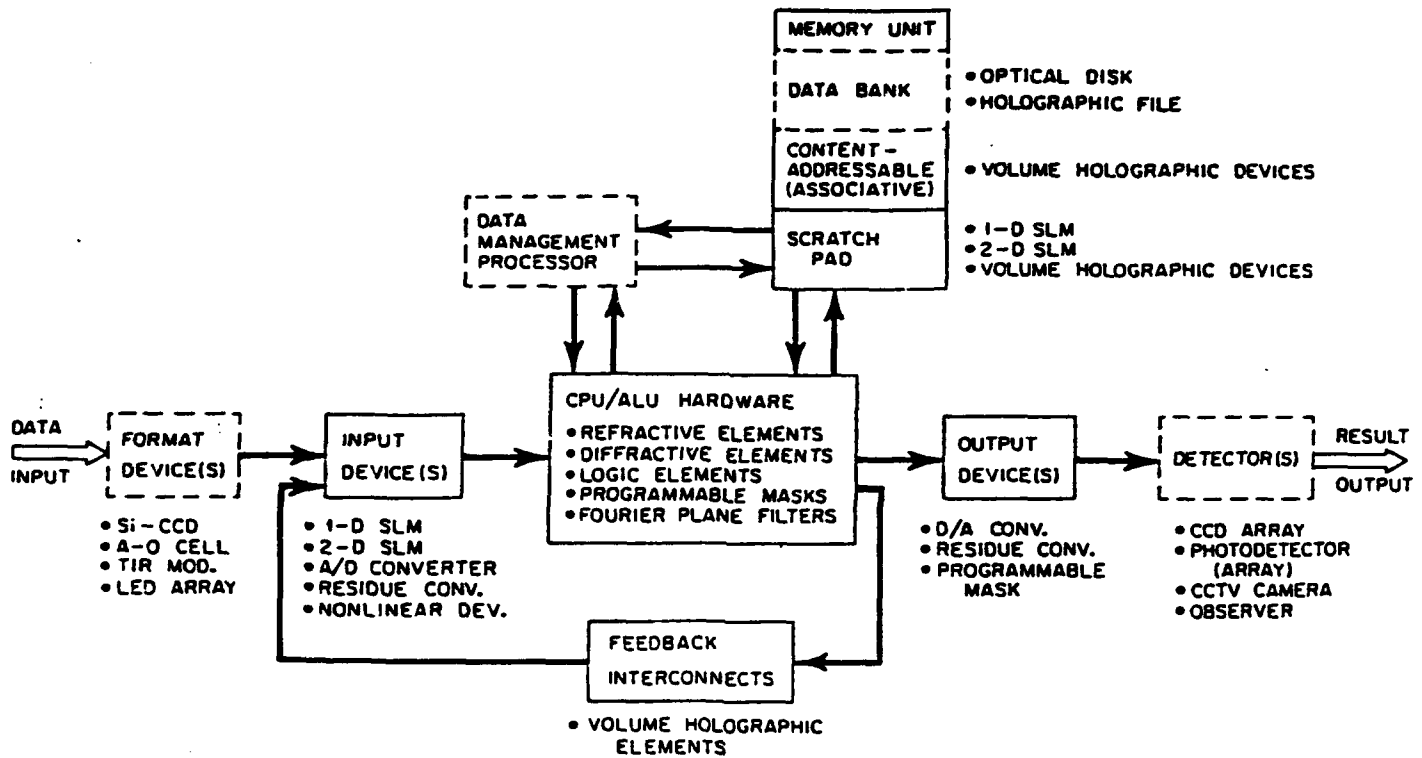 MEMORY UNIT
DATA BANK
• OPTICAL DISK
• HOLOGRAPHIC FILE
CONTENT-
ADDRESSABLE
(ASSOCIATIVE)
• VOLUME HOLOGRAPHIC DEVICES
SCRATCH
PAD
• 1-D SLM
• 2-D SLM
• VOLUME HOLOGRAPHIC DEVICES
DATA
MANAGEMENT
PROCESSOR
DATA
INPUT
FORMAT
DEVICE(S)
• Si-CCD
• A-O CELL
• TIR MOD.
• LED ARRAY
INPUT
DEVICE(S)
• 1-D SLM
• 2-D SLM
• A/D CONVERTER
• RESIDUE CONV.
• NONLINEAR DEV.
CPU/ALU HARDWARE
• REFRACTIVE ELEMENTS
• DIFFRACTIVE ELEMENTS
• LOGIC ELEMENTS
• PROGRAMMABLE MASKS
• FOURIER PLANE FILTERS
OUTPUT
DEVICE(S)
• D/A CONV.
• RESIDUE CONV.
• PROGRAMMABLE
MASK
DETECTOR(S)
• CCD ARRAY
• PHOTODETECTOR
(ARRAY)
• CCTV CAMERA
• OBSERVER
RESULT
OUTPUT
FEEDBACK
INTERCONNECTS
• VOLUME HOLOGRAPHIC
ELEMENTS